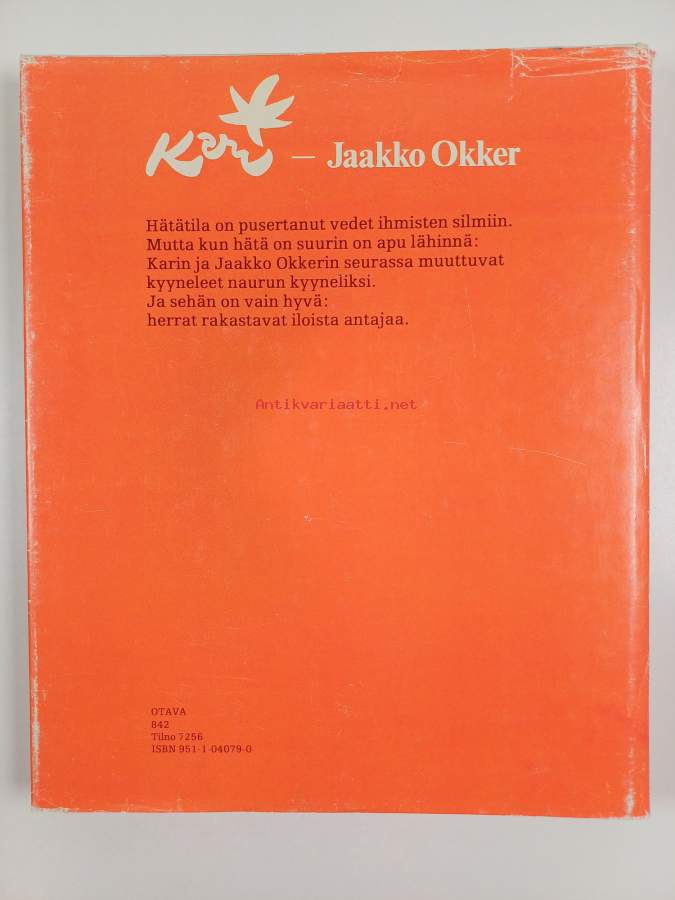 Kari – Jaakko Okker
Hätätila on pusertanut vedet ihmisten silmiin.
Mutta kun hätä on suurin on apu lähinnä:
Karin ja Jaakko Okkerin seurassa muuttuvat
kyyneleet naurun kyyneliksi.
Ja sehän on vain hyvä:
herrat rakastavat iloista antajaa.
Antikvariaatti.net
OTAVA
842
Tilno 7256
ISBN 951-1-04079-0